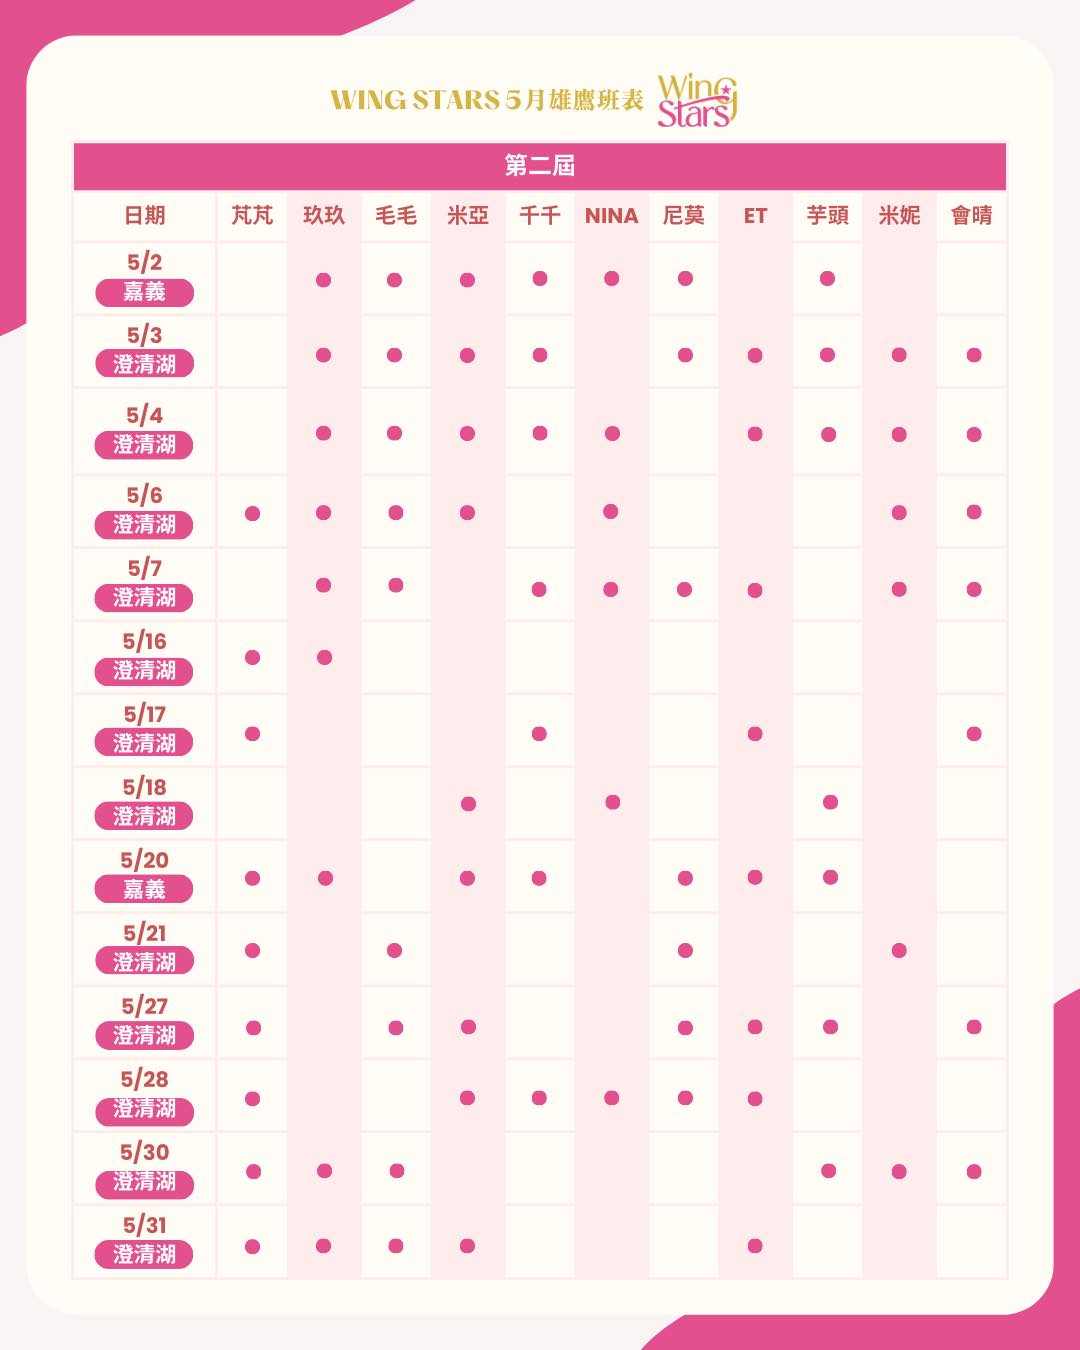 WING STARS 5月雄鷹班表 Wing Stars
第二屆
日期 芃芃 玖玖 毛毛 米亞 千千 NINA 尼莫 ET 芋頭 米妮 會晴
5/2
嘉義
5/3
澄清湖
5/4
澄清湖
5/6
澄清湖
5/7
澄清湖
5/16
澄清湖
5/17
澄清湖
5/18
澄清湖
5/20
嘉義
5/21
澄清湖
5/27
澄清湖
5/28
澄清湖
5/30
澄清湖
5/31
澄清湖